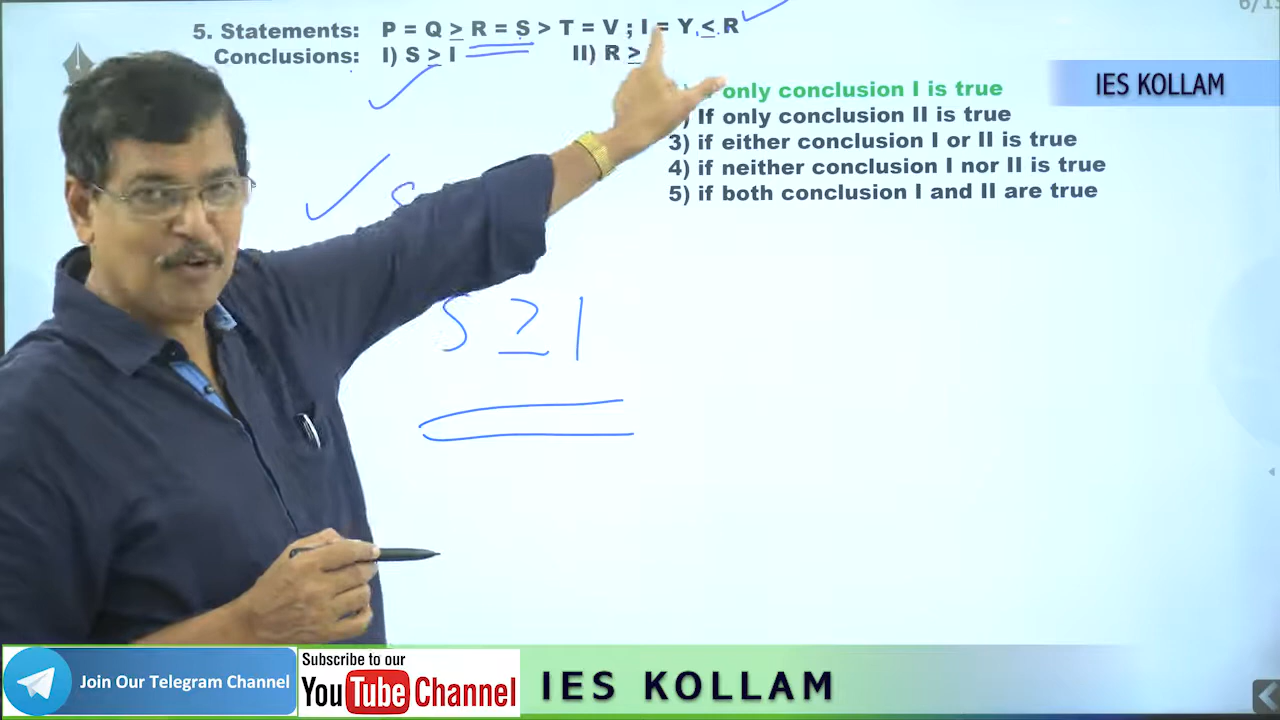 6/1
5. Statements: P = Q ≥ R = S > T = V ; I = Y ≤ R
Conclusions: I) S ≥ I II) R ≥
IES KOLLAM
only conclusion I is true
) If only conclusion II is true
3) if either conclusion I or II is true
4) if neither conclusion I nor II is true
5) if both conclusion I and II are true
S
S ≥ I
Join Our Telegram Channel
Subscribe to our
YouTube Channel
IES KOLLAM